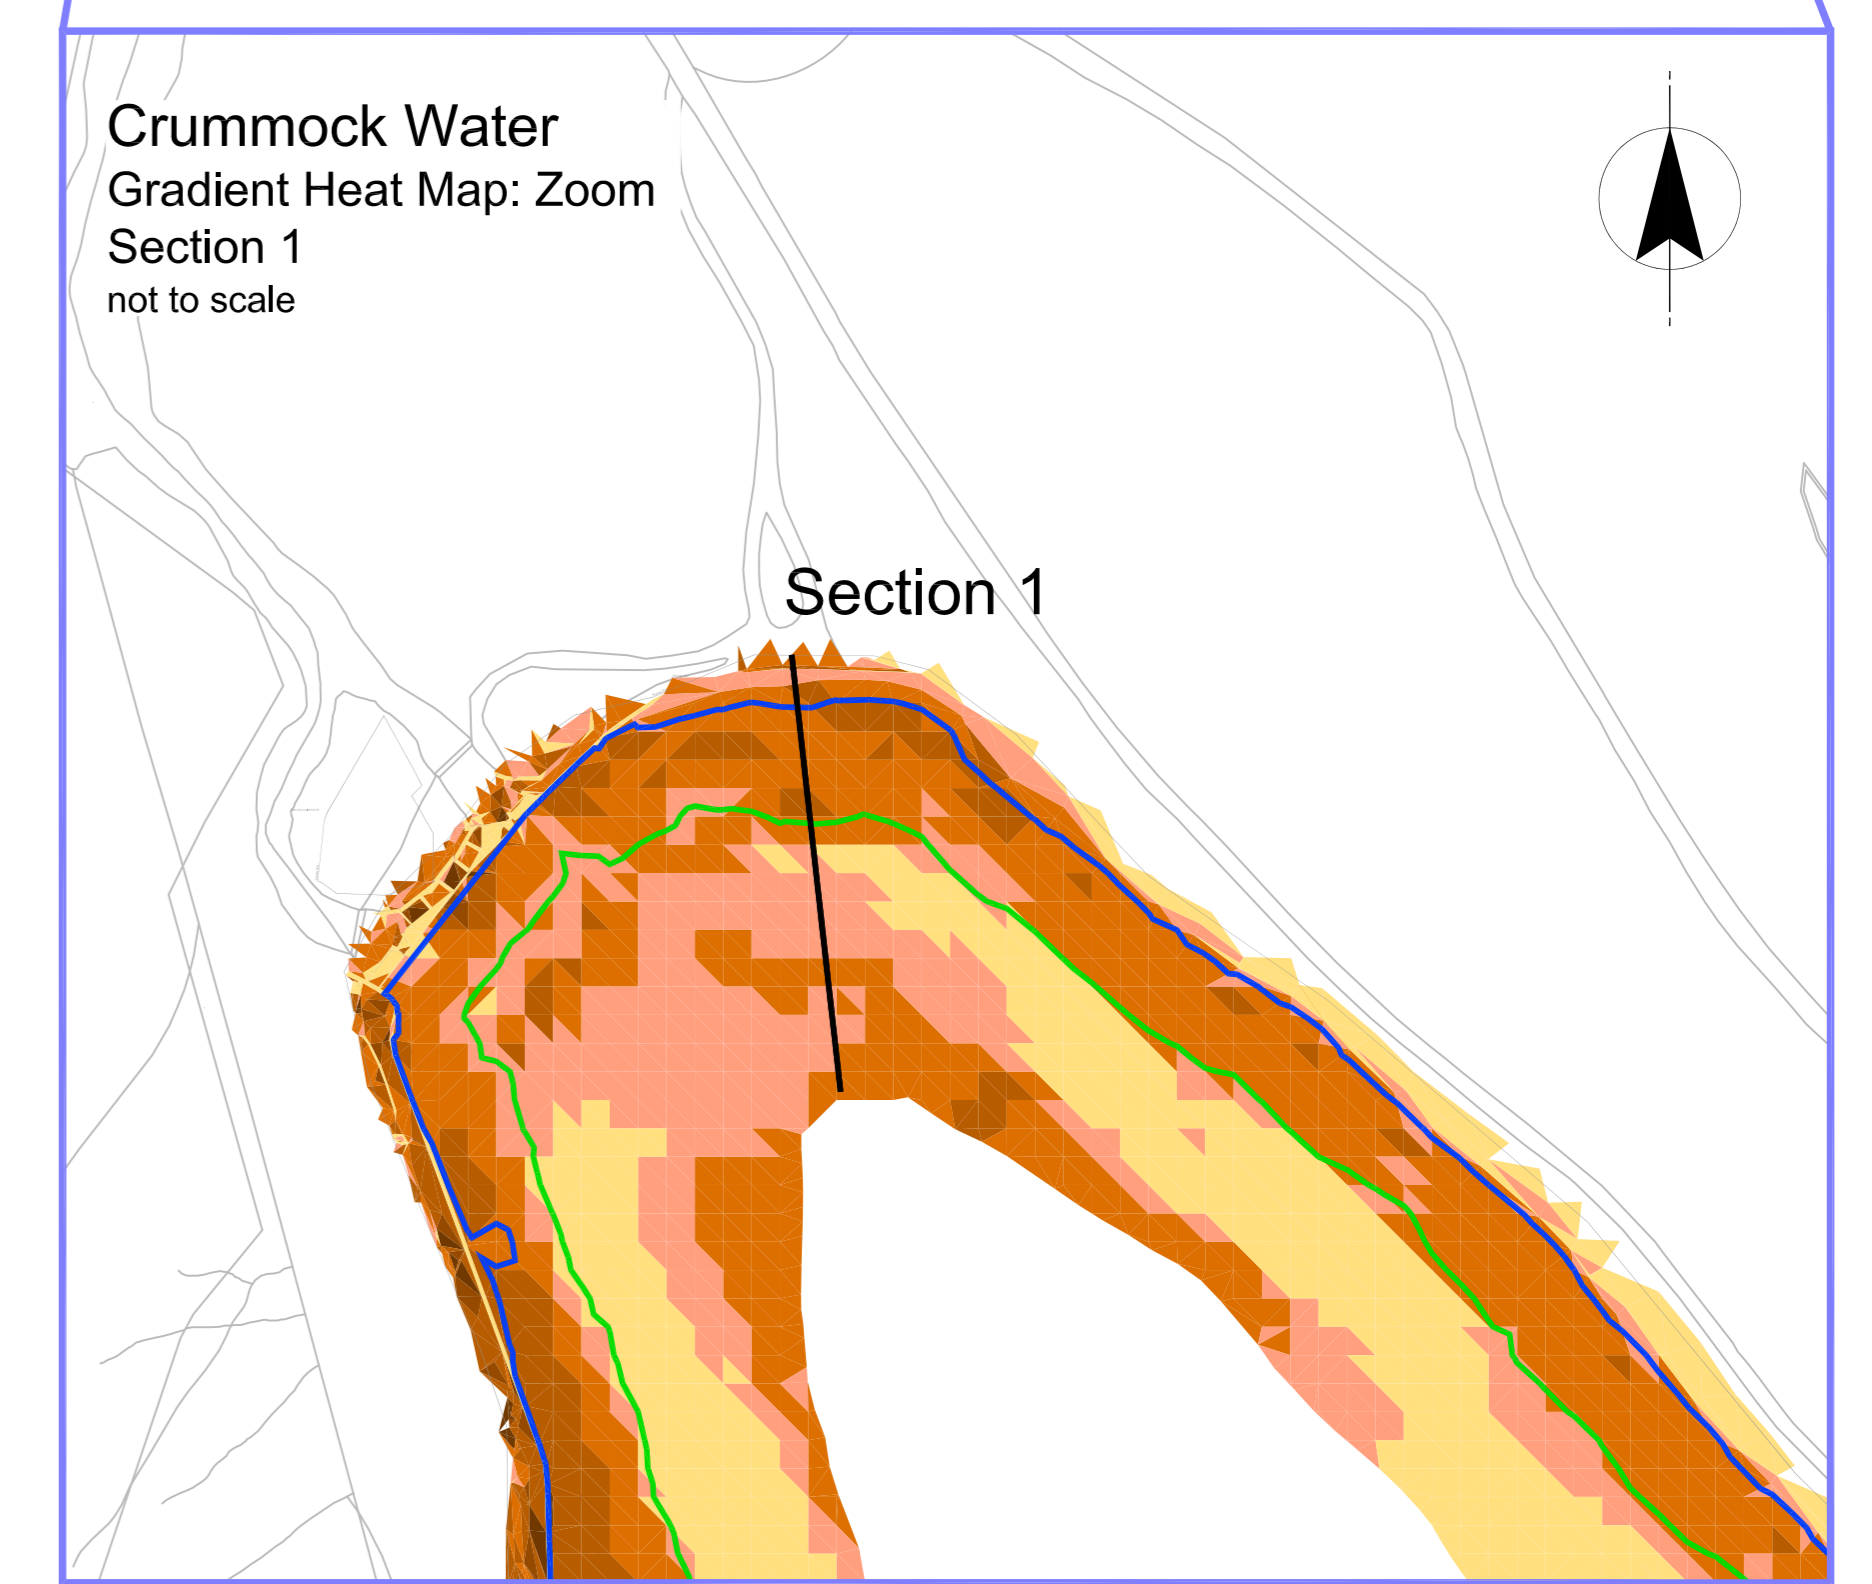 Crummock Water
Gradient Heat Map: Zoom
Section 1
not to scale
Section 1